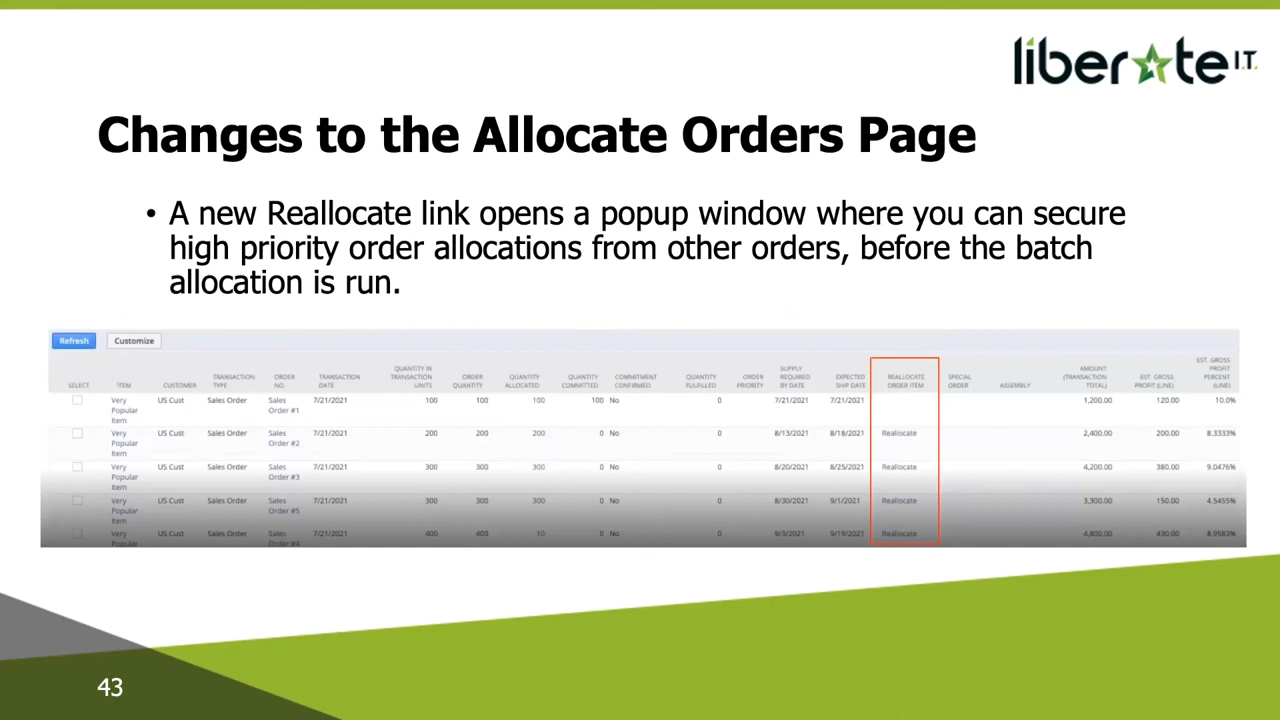 liberate I.T.
Changes to the Allocate Orders Page
• A new Reallocate link opens a popup window where you can secure
high priority order allocations from other orders, before the batch
allocation is run.
Refresh Customize
SELECT ITEM CUSTOMER TRANSACTION TYPE ORDER NO. TRANSACTION DATE QUANTITY IN TRANSACTION UNITS ORDER QUANTITY QUANTITY ALLOCATED QUANTITY COMMITTED COMMITMENT CONFIRMED QUANTITY FULFILLED ORDER PRIORITY SUPPLY REQUIRED BY DATE EXPECTED SHIP DATE REALLOCATE ORDER ITEM SPECIAL ORDER ASSEMBLY AMOUNT (TRANSACTION TOTAL) EST. GROSS PROFIT (LINE) EST. GROSS PROFIT PERCENT (LINE)
Very Popular Item US Cust Sales Order Sales Order #1 7/21/2021 100 100 100 100 No 0 7/21/2021 7/21/2021 1,200.00 120.00 10.0%
Very Popular Item US Cust Sales Order Sales Order #2 7/21/2021 200 200 200 0 No 0 8/13/2021 8/18/2021 Reallocate 2,400.00 200.00 8.3333%
Very Popular Item US Cust Sales Order Sales Order #3 7/21/2021 300 300 300 0 No 0 8/20/2021 8/25/2021 Reallocate 4,200.00 380.00 9.0476%
Very Popular Item US Cust Sales Order Sales Order #5 7/21/2021 300 300 300 0 No 0 8/30/2021 9/1/2021 Reallocate 3,300.00 150.00 4.5455%
Very Popular US Cust Sales Order Sales Order #4 7/21/2021 400 400 10 0 No 0 9/3/2021 9/19/2021 Reallocate 4,800.00 430.00 8.9583%
43